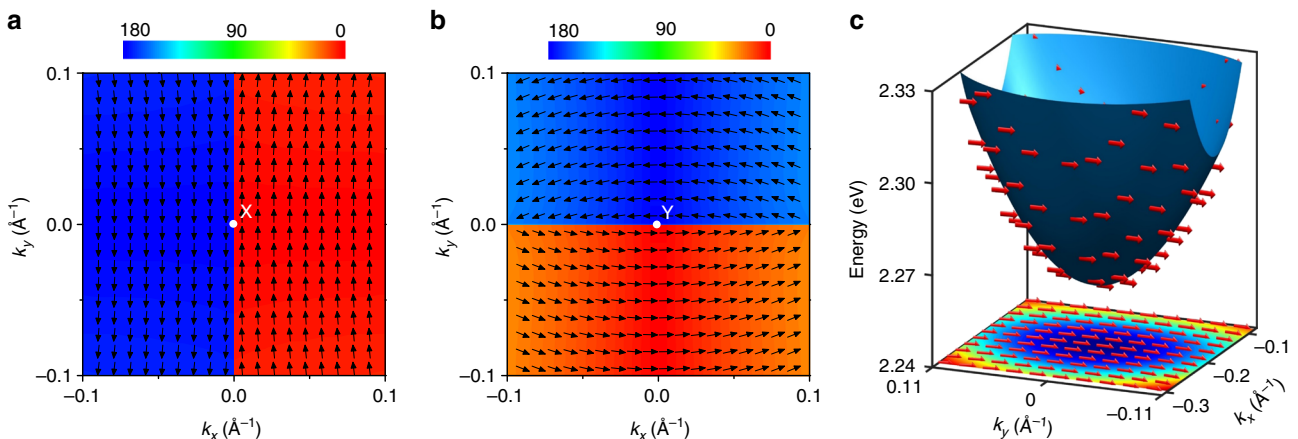 a
180 90 0
0.1
0.0
−0.1
k_y (Å⁻¹)
X
−0.1 0.0 0.1
k_x (Å⁻¹)
b
180 90 0
0.1
0.0
−0.1
k_y (Å⁻¹)
Y
−0.1 0.0 0.1
k_x (Å⁻¹)
c
2.33
2.30
2.27
2.24
Energy (eV)
0.11 0 −0.11
k_y (Å⁻¹)
−0.1
−0.2
−0.3
k_x (Å⁻¹)